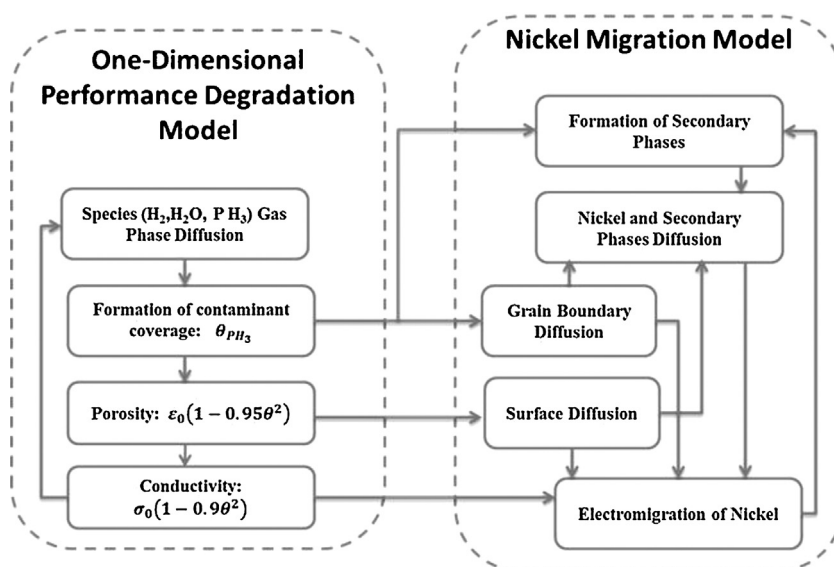 One-Dimensional
Performance Degradation
Model
Species (H₂,H₂O, P H₃) Gas
Phase Diffusion
Formation of contaminant
coverage: θ_PH₃
Porosity: ε₀(1 − 0.95θ²)
Conductivity:
σ₀(1 − 0.9θ²)
Nickel Migration Model
Formation of Secondary
Phases
Nickel and Secondary
Phases Diffusion
Grain Boundary
Diffusion
Surface Diffusion
Electromigration of Nickel